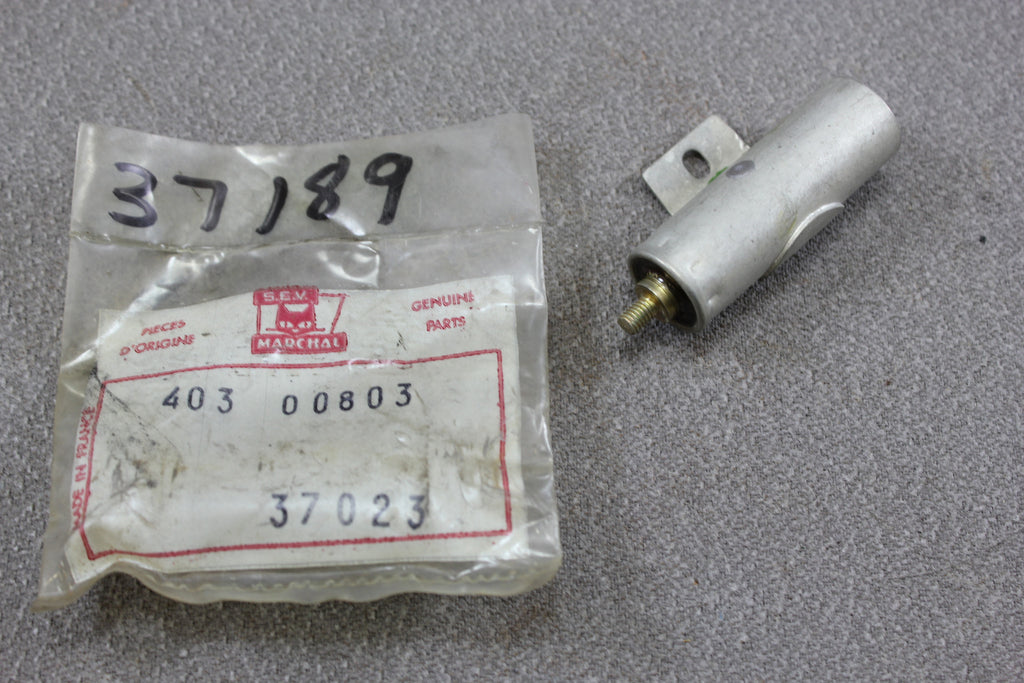 37189
S.E.V.
MARCHAL
PIECES
D'ORIGINE
GENUINE
PARTS
403 00803
MADE IN FRANCE
37023